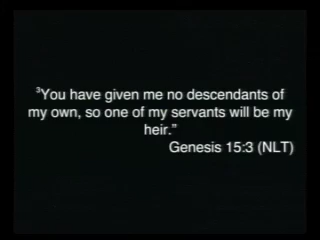 ³You have given me no descendants of
my own, so one of my servants will be my
heir.”
Genesis 15:3 (NLT)